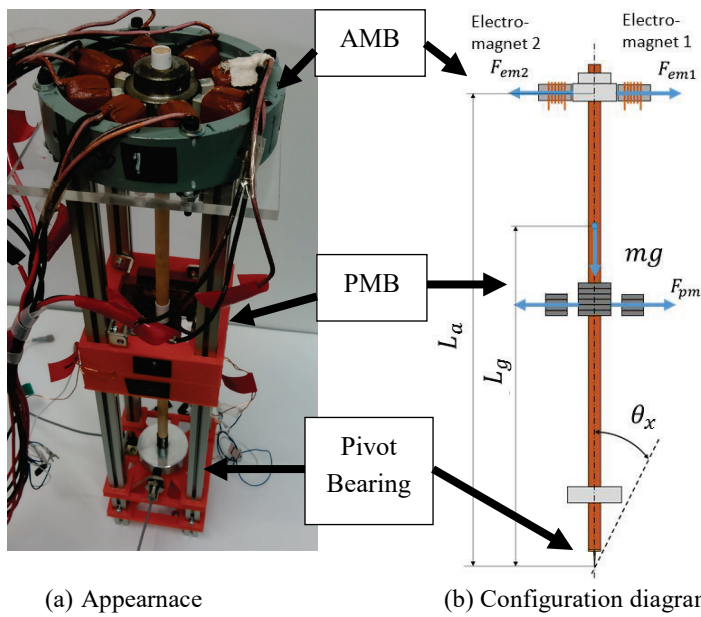 AMB
PMB
Pivot
Bearing
Electro-
magnet 2
Electro-
magnet 1
F_em2
F_em1
mg
F_pm
L_a
L_g
θ_x
(a) Appearnace
(b) Configuration diagram